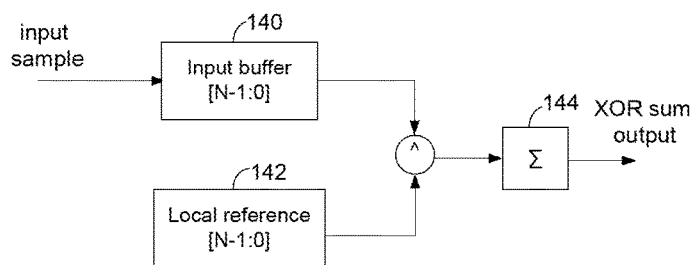 input
sample
140
Input buffer
[N-1:0]
142
Local reference
[N-1:0]
^
144
Σ
XOR sum
output